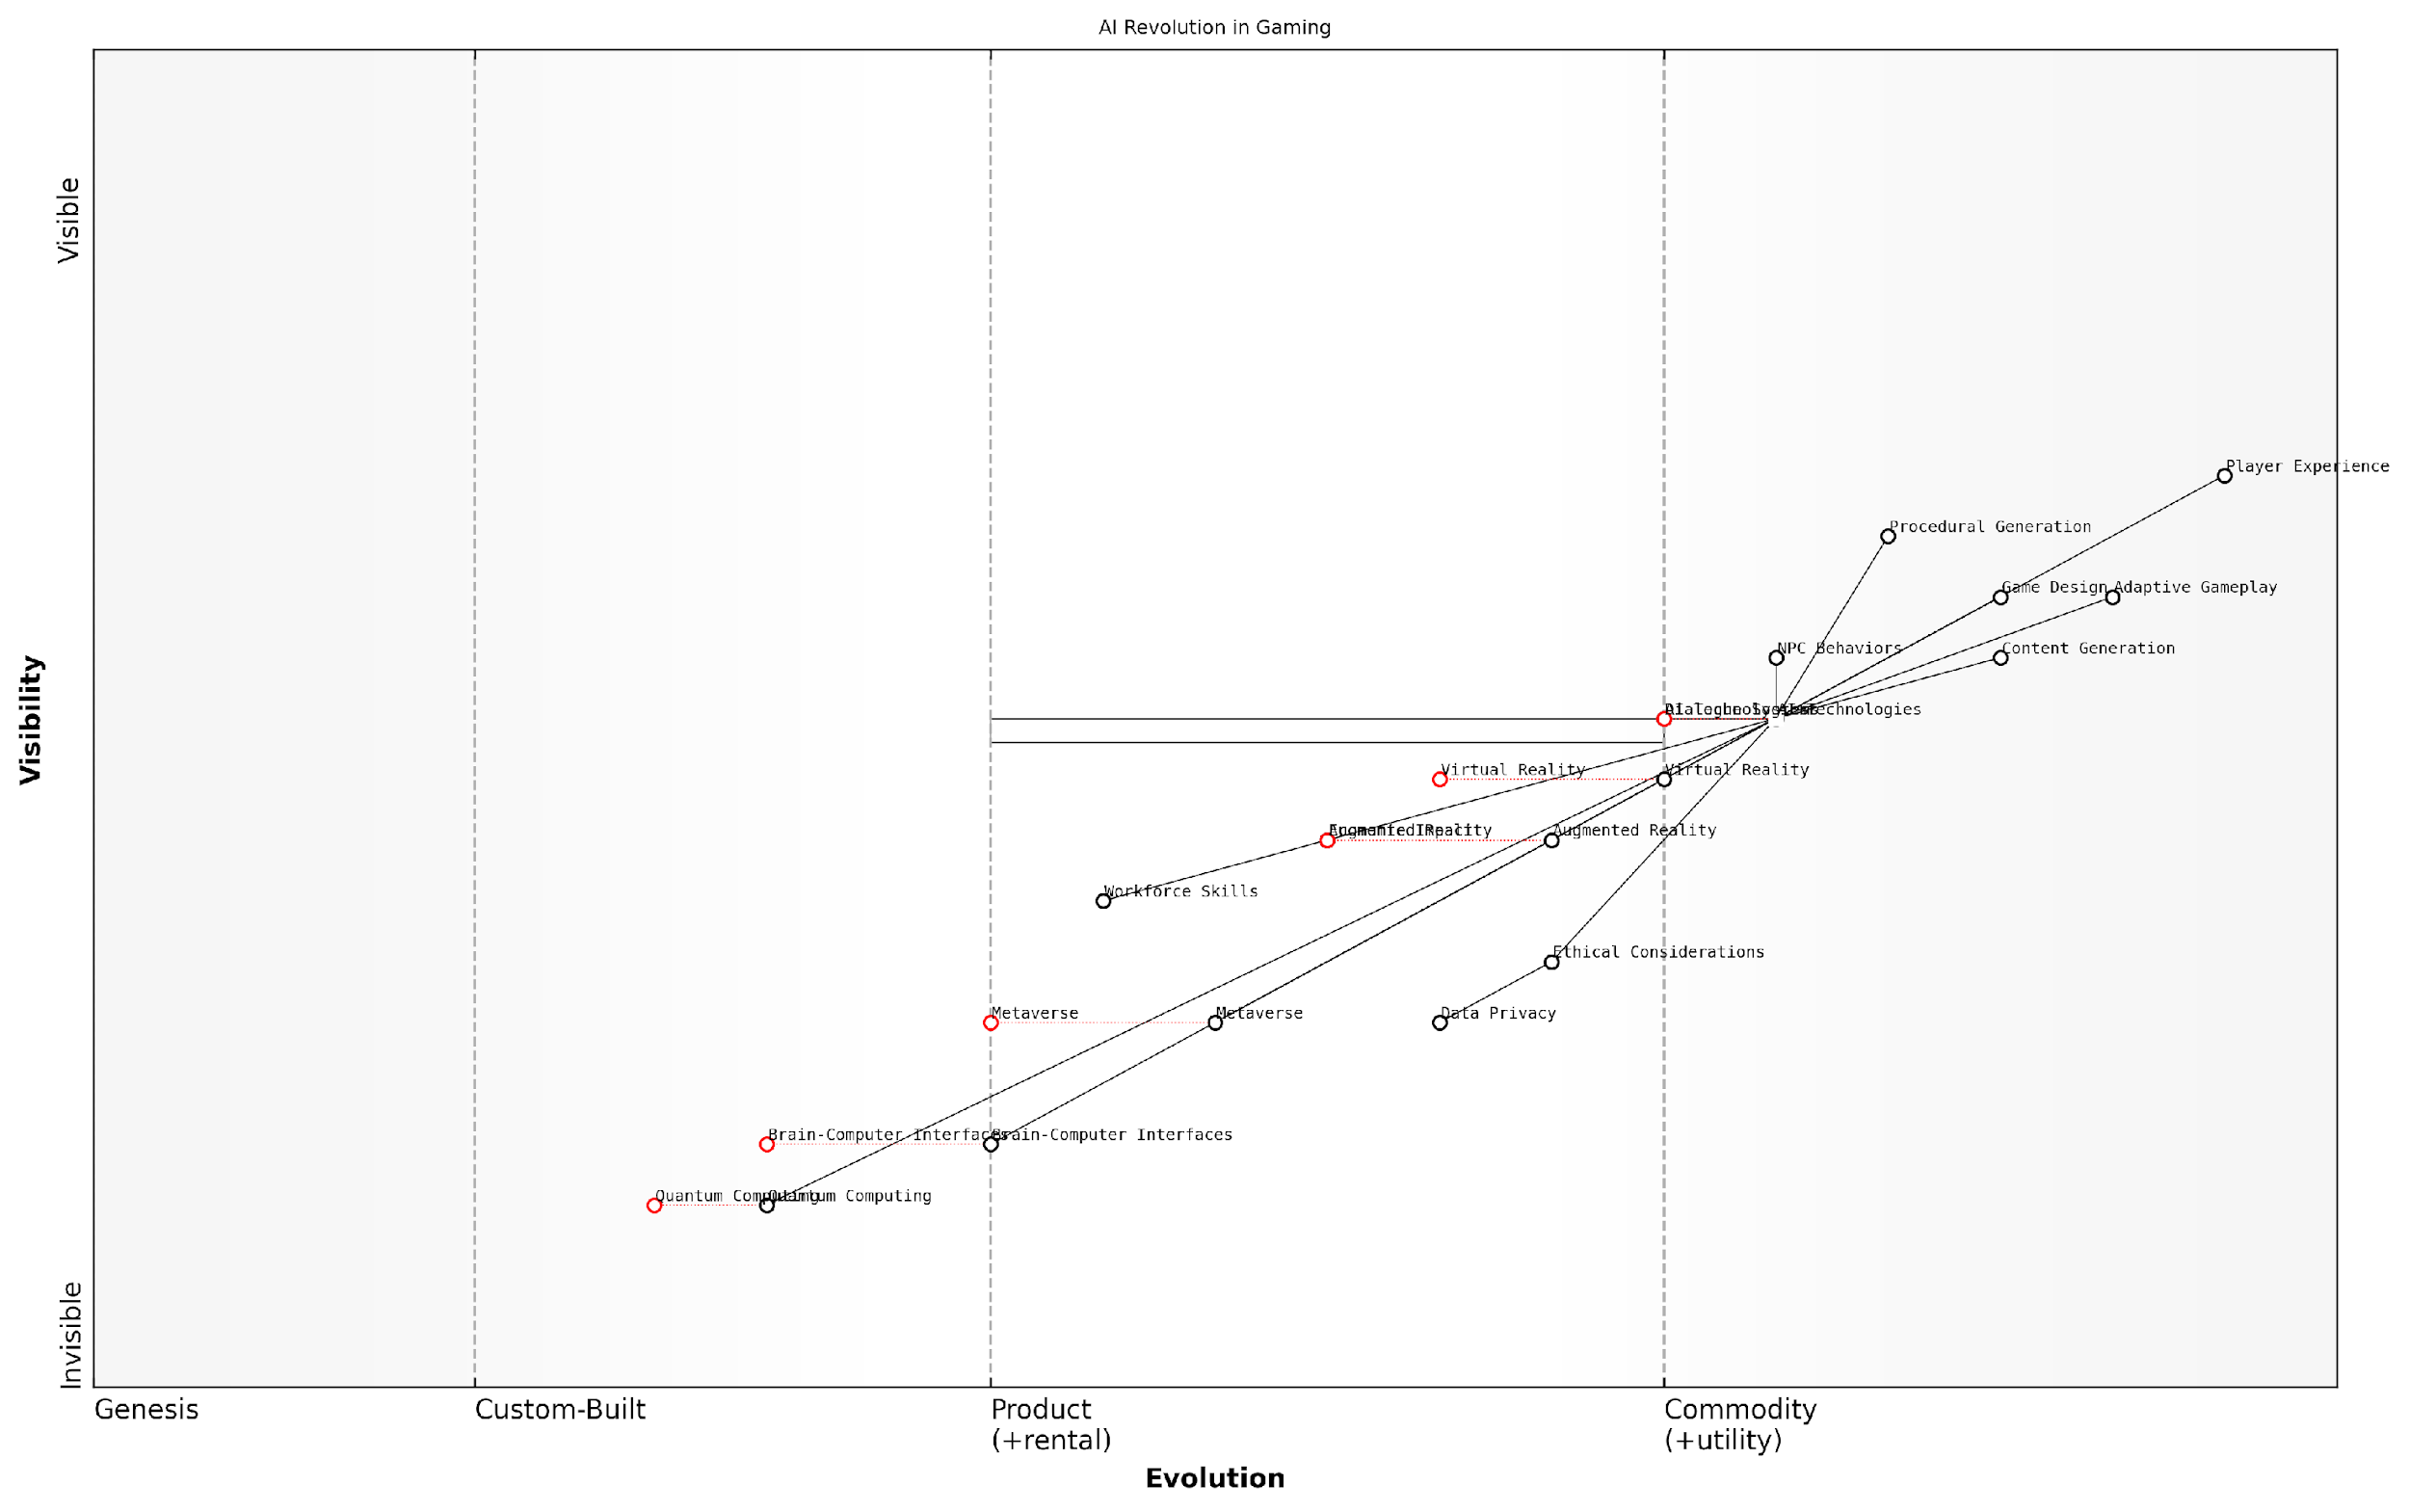 AI Revolution in Gaming
Visible
Visibility
Invisible
Player Experience
Procedural Generation
Game Design
Adaptive Gameplay
NPC Behaviors
Content Generation
Technologies
Virtual Reality
Virtual Reality
Augmented Reality
Workforce Skills
Ethical Considerations
Metaverse
Metaverse
Data Privacy
Brain-Computer Interfaces
Brain-Computer Interfaces
Quantum Computing
Quantum Computing
Genesis
Custom-Built
Product
(+rental)
Commodity
(+utility)
Evolution